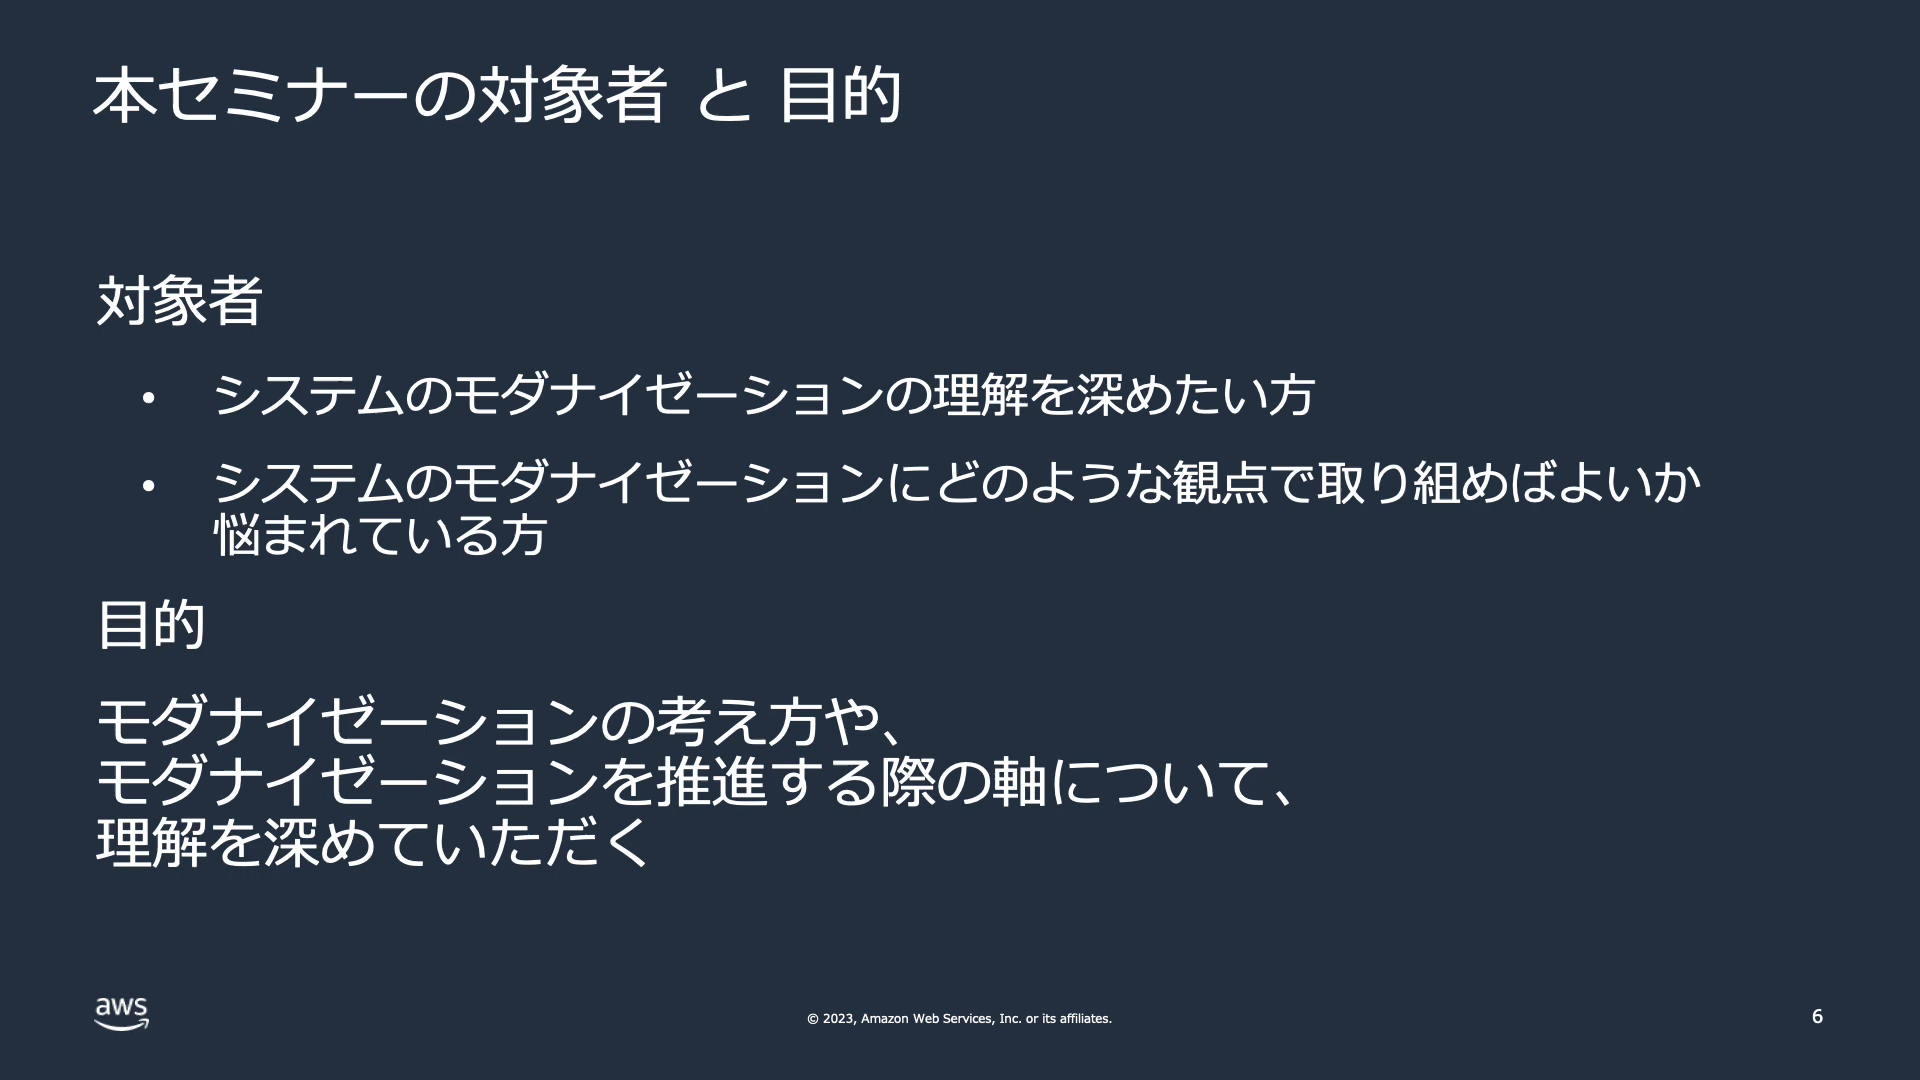 本セミナーの対象者 と 目的
対象者
• システムのモダナイゼーションの理解を深めたい方
• システムのモダナイゼーションにどのような観点で取り組めばよいか
悩まれている方
目的
モダナイゼーションの考え方や、
モダナイゼーションを推進する際の軸について、
理解を深めていただく
aws
© 2023, Amazon Web Services, Inc. or its affiliates.
6